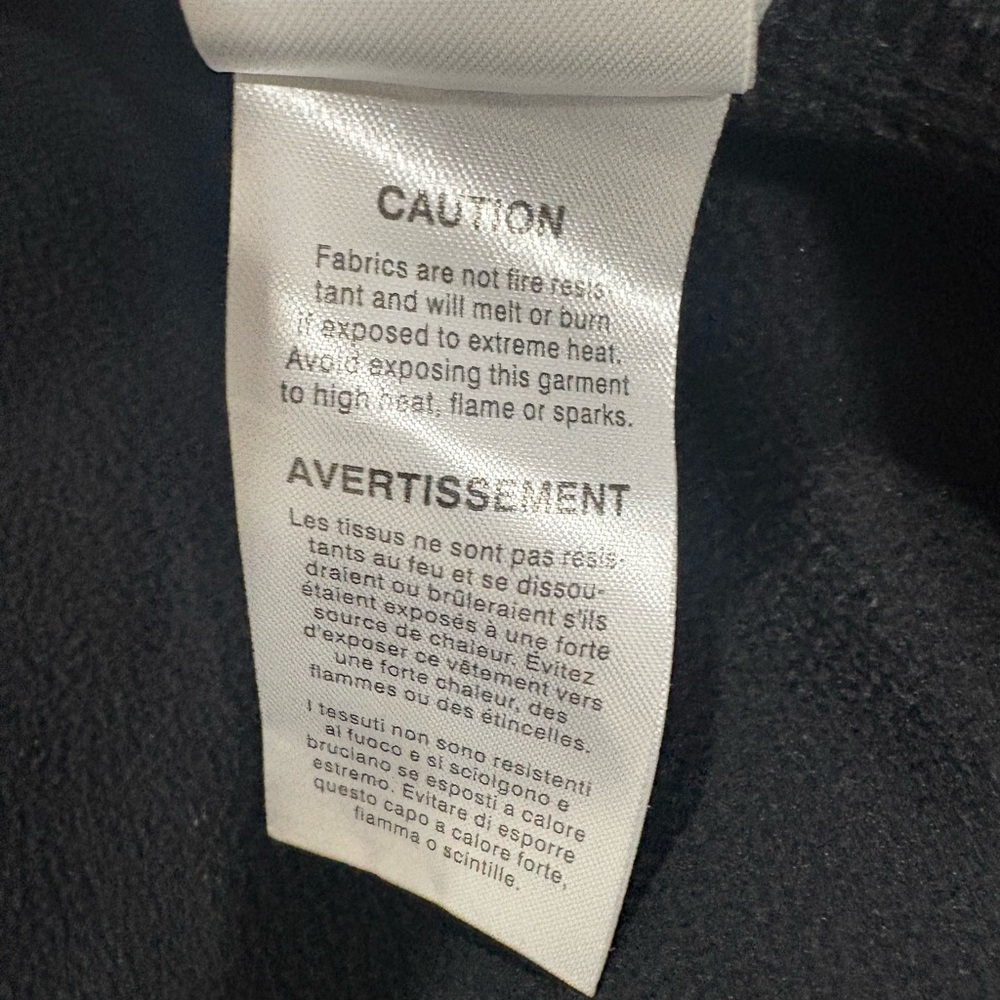 CAUTION
Fabrics are not fire resis-
tant and will melt or burn
if exposed to extreme heat.
Avoid exposing this garment
to high heat, flame or sparks.
AVERTISSEMENT
Les tissus ne sont pas résis-
tants au feu et se dissou-
draient ou brûleraient s'ils
étaient exposés à une forte
source de chaleur. Évitez
d'exposer ce vêtement vers
une forte chaleur, des
flammes ou des étincelles.
I tessuti non sono resistenti
al fuoco e si sciolgono e
bruciano se esposti a calore
estremo. Evitare di esporre
questo capo a calore forte,
fiamma o scintille.